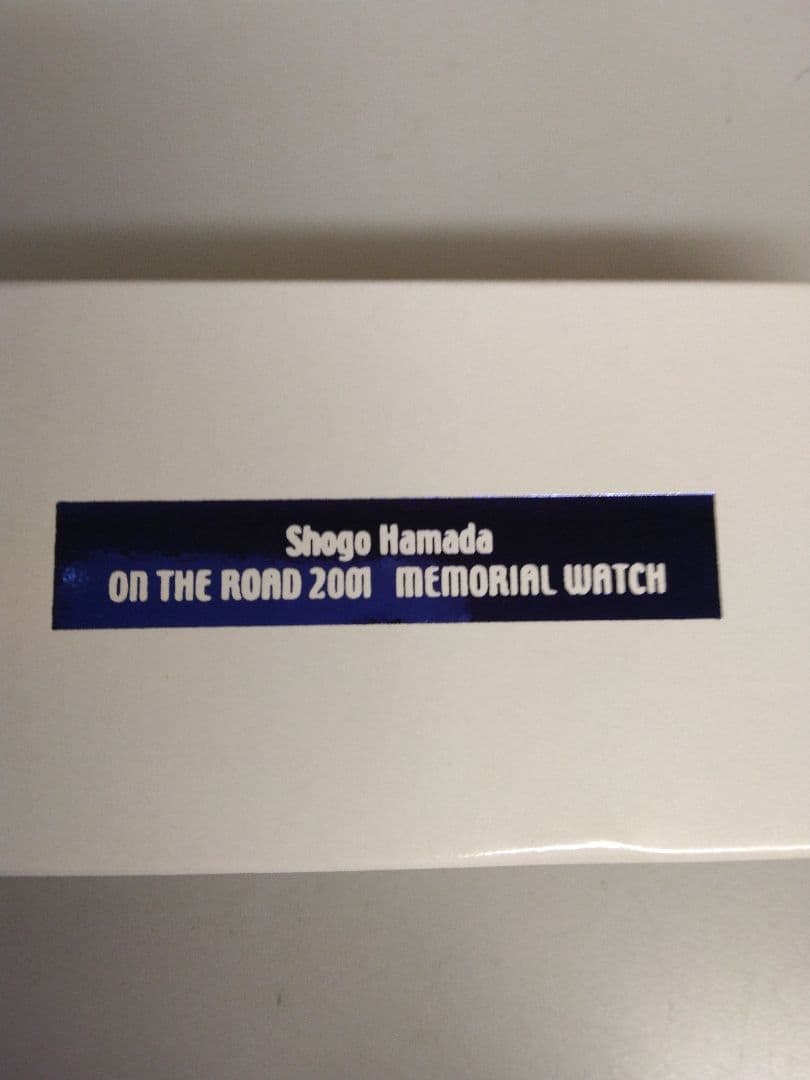 Shogo Hamada
ON THE ROAD 2001 MEMORIAL WATCH